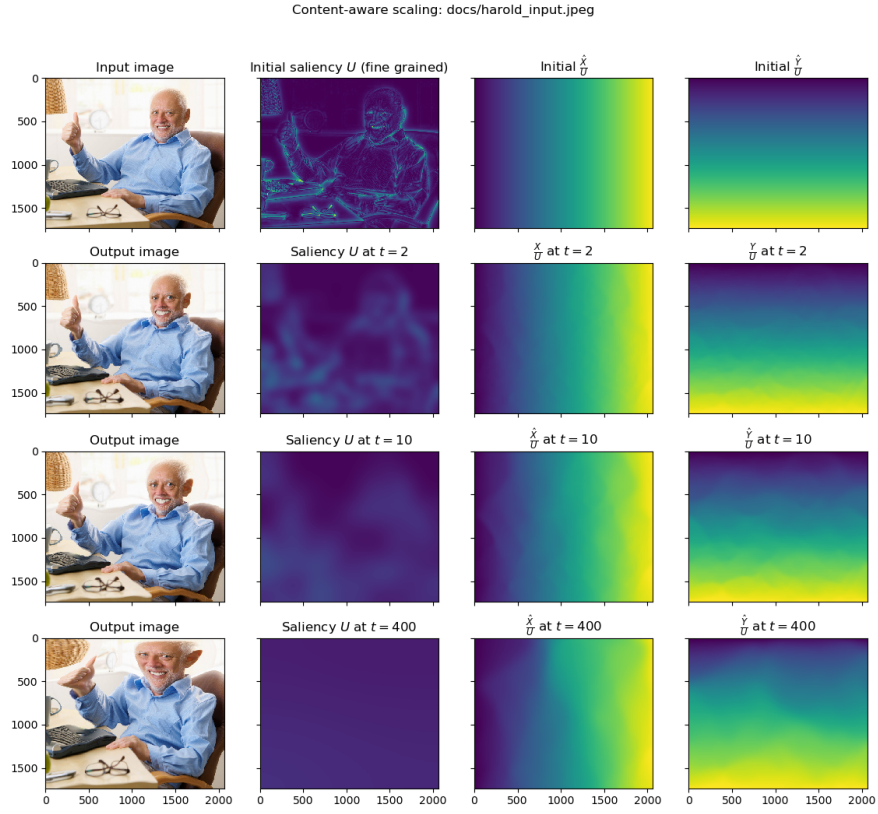 Content-aware scaling: docs/harold_input.jpeg
Input image
Initial saliency U (fine grained)
Initial X̂/U
Initial Ŷ/U
0
500
1000
1500
Output image
Saliency U at t = 2
X/U at t = 2
Y/U at t = 2
0
500
1000
1500
Output image
Saliency U at t = 10
X̂/U at t = 10
Ŷ/U at t = 10
0
500
1000
1500
Output image
Saliency U at t = 400
X̂/U at t = 400
Ŷ/U at t = 400
0
500
1000
1500
0 500 1000 1500 2000
0 500 1000 1500 2000
0 500 1000 1500 2000
0 500 1000 1500 2000